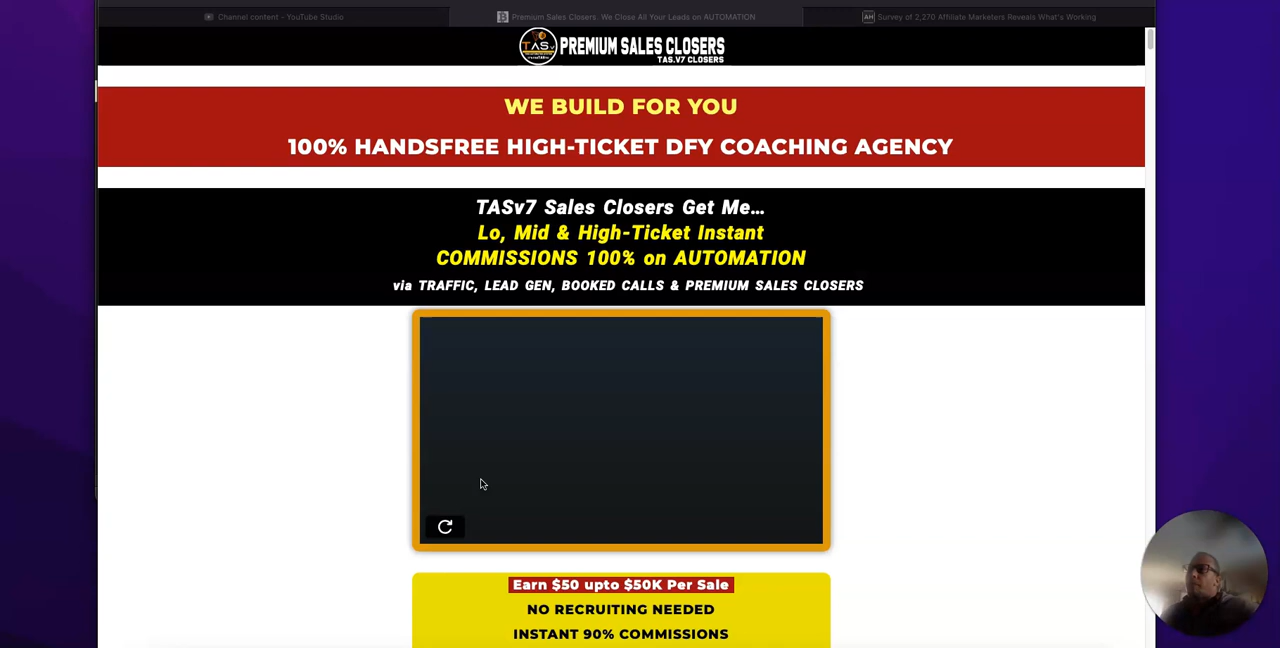 Channel content - YouTube Studio
Premium Sales Closers. We Close All Your Leads on AUTOMATION
AH Survey of 2,270 Affiliate Marketers Reveals What's Working
TASv PREMIUM SALES CLOSERS
TAS.V7 CLOSERS
WE BUILD FOR YOU
100% HANDSFREE HIGH-TICKET DFY COACHING AGENCY
TASv7 Sales Closers Get Me...
Lo, Mid & High-Ticket Instant
COMMISSIONS 100% on AUTOMATION
via TRAFFIC, LEAD GEN, BOOKED CALLS & PREMIUM SALES CLOSERS
Earn $50 upto $50K Per Sale
NO RECRUITING NEEDED
INSTANT 90% COMMISSIONS